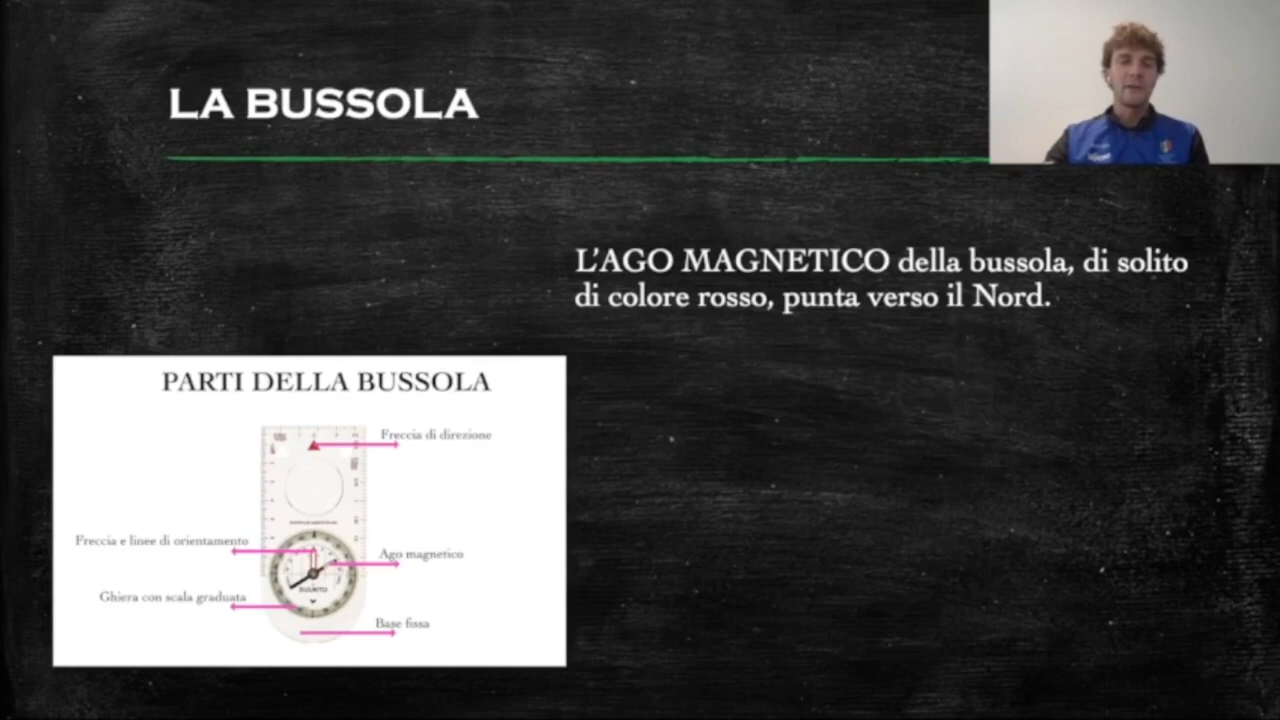 LA BUSSOLA
L'AGO MAGNETICO della bussola, di solito
di colore rosso, punta verso il Nord.
PARTI DELLA BUSSOLA
Freccia di direzione
Freccia e linee di orientamento
Ago magnetico
SUUNTO
Ghiera con scala graduata
Base fissa